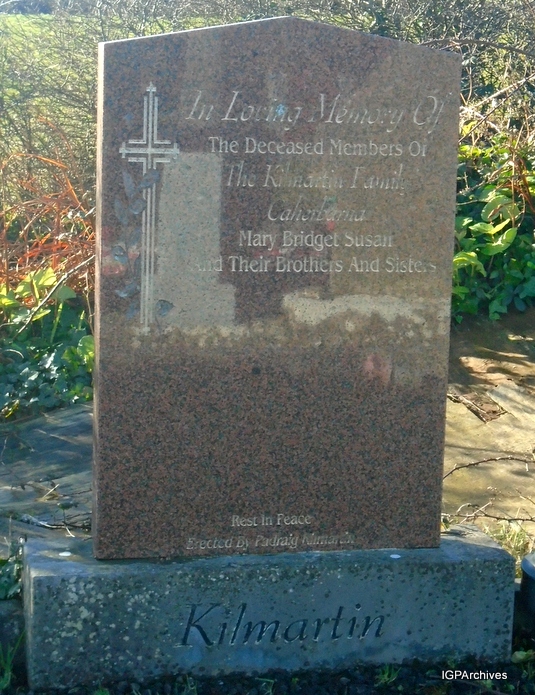 In Loving Memory Of
The Deceased Members Of
The Kilmartin Family
Caherbanna
Mary Bridget Susan
And Their Brothers And Sisters
Rest In Peace
Erected By Padraig Kilmartin
Kilmartin
IGPArchives